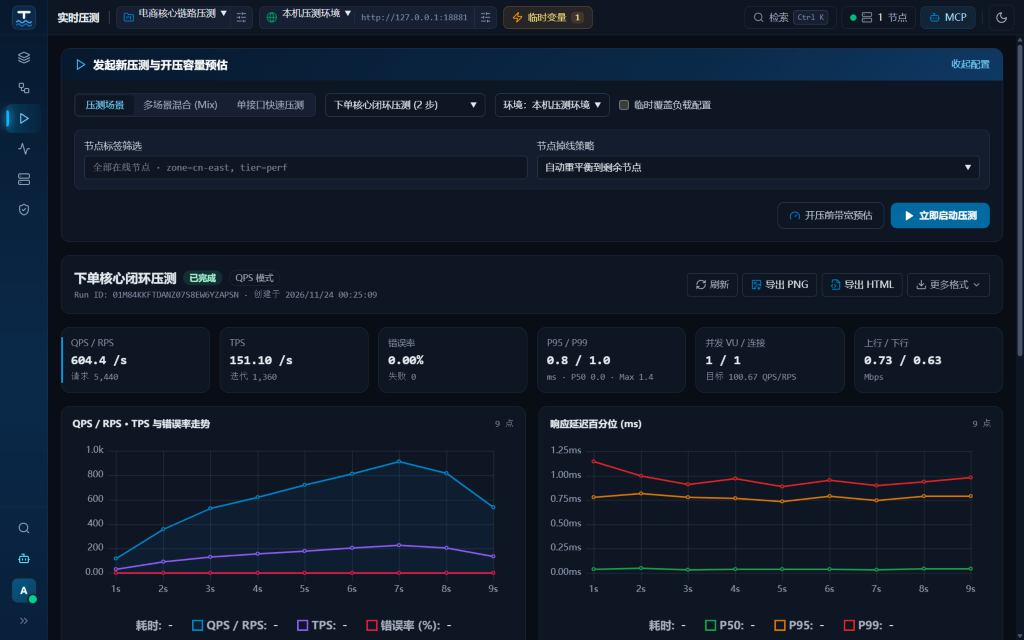 实时压测
电商核心链路压测 ▼
本机压测环境 ▼
http://127.0.0.1:18881
临时变量 1
检索 Ctrl K
1 节点
MCP
发起新压测与开压容量预估
收起配置
压测场景
多场景混合 (Mix)
单接口快速压测
下单核心闭环压测 (2 步) ▼
环境: 本机压测环境 ▼
临时覆盖负载配置
节点标签筛选
节点掉线策略
全部在线节点 · zone=cn-east, tier=perf
自动重平衡到剩余节点 ▼
开压前带宽预估
立即启动压测
下单核心闭环压测 已完成 QPS 模式
Run ID: 01M84KKFTDANZ07S8EW6YZAPSN · 创建于 2026/11/24 00:25:09
刷新
导出 PNG
导出 HTML
更多格式
QPS / RPS
604.4 /s
请求 5,440
TPS
151.10 /s
迭代 1,360
错误率
0.00%
失败 0
P95 / P99
0.8 / 1.0
ms · P50 0.0 · Max 1.4
并发 VU / 连接
1 / 1
目标 100.67 QPS/RPS
上行 / 下行
0.73 / 0.63
Mbps
QPS / RPS • TPS 与错误率走势
9 点
1.0k
800
600
400
200
0.00
1s 2s 3s 4s 5s 6s 7s 8s 9s
耗时: - QPS / RPS: - TPS: - 错误率 (%): -
响应延迟百分位 (ms)
9 点
1.25ms
1.00ms
0.75ms
0.50ms
0.25ms
0.00ms
1s 2s 3s 4s 5s 6s 7s 8s 9s
耗时: - P50: - P95: - P99: -
A